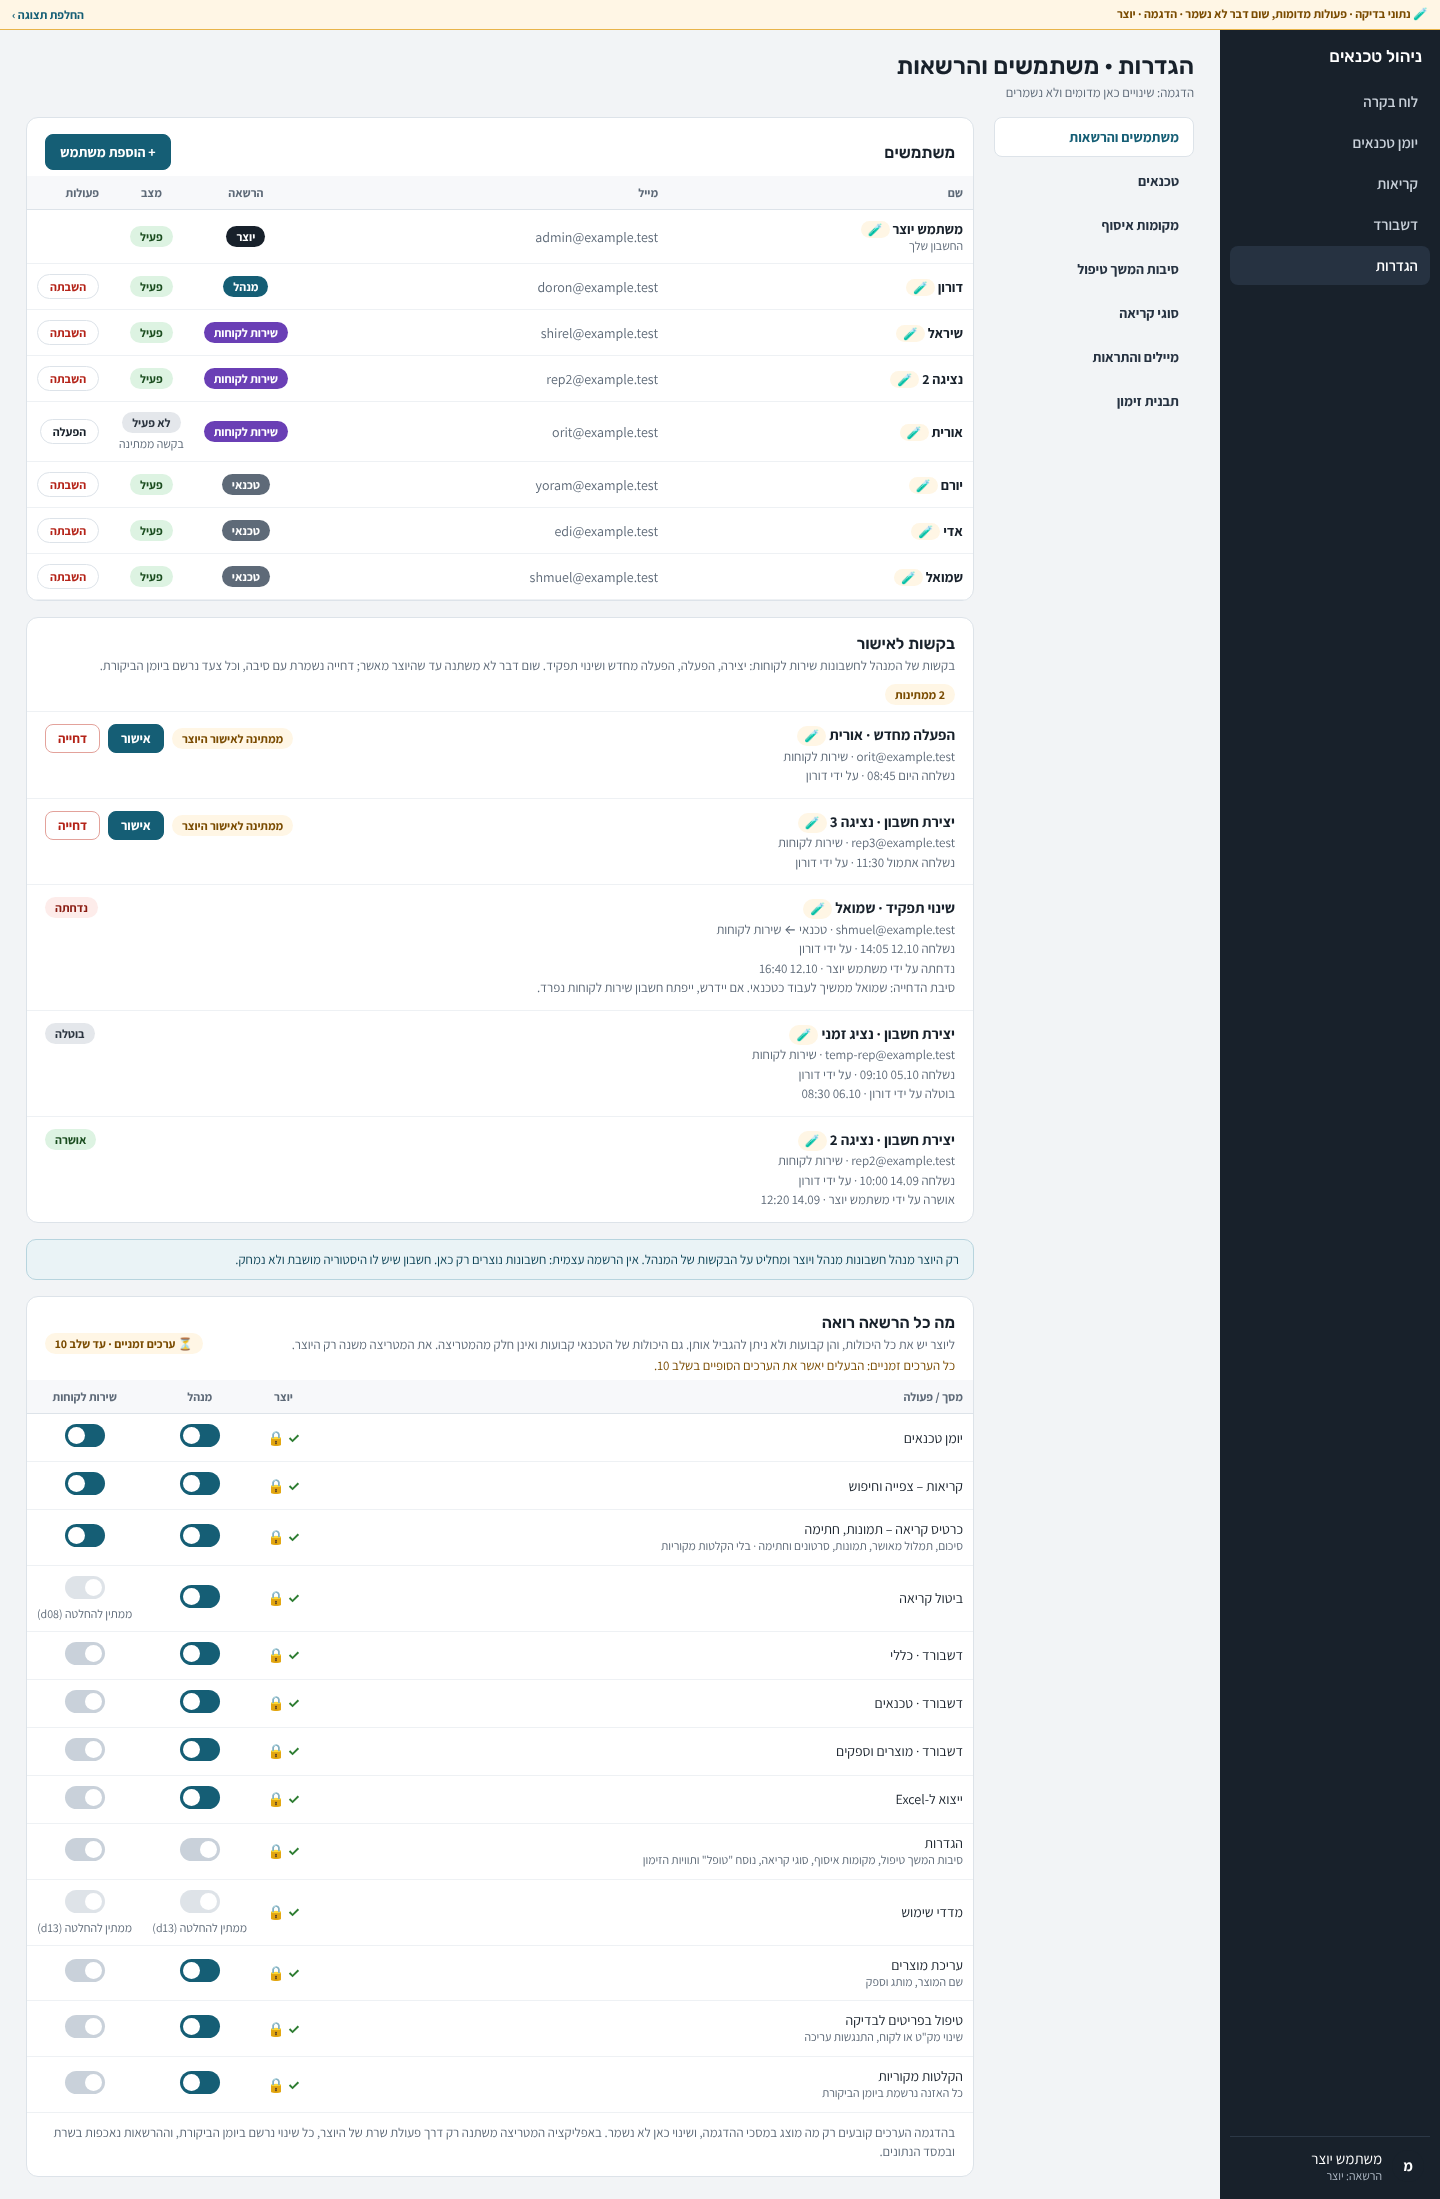 🧪 נתוני בדיקה · פעולות מדומות, שום דבר לא נשמר · הדגמה · יוצר
החלפת תצוגה ›
ניהול טכנאים
לוח בקרה
יומן טכנאים
קריאות
דשבורד
הגדרות
הגדרות • משתמשים והרשאות
הדגמה: שינויים כאן מדומים ולא נשמרים
משתמשים והרשאות
טכנאים
מקומות איסוף
סיבות המשך טיפול
סוגי קריאה
מיילים והתראות
תבנית זימון
משתמשים
+ הוספת משתמש
שם מייל הרשאה מצב פעולות
משתמש יוצר 🧪 admin@example.test יוצר פעיל
החשבון שלך
דורון 🧪 doron@example.test מנהל פעיל השבתה
שיראל 🧪 shirel@example.test שירות לקוחות פעיל השבתה
נציגה 2 🧪 rep2@example.test שירות לקוחות פעיל השבתה
אורית 🧪 orit@example.test שירות לקוחות לא פעיל הפעלה
בקשה ממתינה
יורם 🧪 yoram@example.test טכנאי פעיל השבתה
אדי 🧪 edi@example.test טכנאי פעיל השבתה
שמואל 🧪 shmuel@example.test טכנאי פעיל השבתה
בקשות לאישור
בקשות של המנהל לחשבונות שירות לקוחות: יצירה, הפעלה, הפעלה מחדש ושינוי תפקיד. שום דבר לא משתנה עד שהיוצר מאשר; דחייה נשמרת עם סיבה, וכל צעד נרשם ביומן הביקורת.
2 ממתינות
הפעלה מחדש · אורית 🧪 ממתינה לאישור היוצר אישור דחייה
orit@example.test · שירות לקוחות
נשלחה היום 08:45 · על ידי דורון
יצירת חשבון · נציגה 3 🧪 ממתינה לאישור היוצר אישור דחייה
rep3@example.test · שירות לקוחות
נשלחה אתמול 11:30 · על ידי דורון
שינוי תפקיד · שמואל 🧪 נדחתה
shmuel@example.test · טכנאי ← שירות לקוחות
נשלחה 12.10 14:05 · על ידי דורון
נדחתה על ידי משתמש יוצר · 12.10 16:40
סיבת הדחייה: שמואל ממשיך לעבוד כטכנאי. אם יידרש, ייפתח חשבון שירות לקוחות נפרד.
יצירת חשבון · נציג זמני 🧪 בוטלה
temp-rep@example.test · שירות לקוחות
נשלחה 05.10 09:10 · על ידי דורון
בוטלה על ידי דורון · 06.10 08:30
יצירת חשבון · נציגה 2 🧪 אושרה
rep2@example.test · שירות לקוחות
נשלחה 14.09 10:00 · על ידי דורון
אושרה על ידי משתמש יוצר · 14.09 12:20
רק היוצר מנהל חשבונות מנהל ויוצר ומחליט על הבקשות של המנהל. אין הרשמה עצמית: חשבונות נוצרים רק כאן. חשבון שיש לו היסטוריה מושבת ולא נמחק.
מה כל הרשאה רואה
ליוצר יש את כל היכולות, והן קבועות ולא ניתן להגביל אותן. גם היכולות של הטכנאי קבועות ואינן חלק מהמטריצה. את המטריצה משנה רק היוצר.
⏳ ערכים זמניים · עד שלב 10
כל הערכים זמניים: הבעלים יאשר את הערכים הסופיים בשלב 10.
מסך / פעולה יוצר מנהל שירות לקוחות
יומן טכנאים ✓ 🔒
קריאות – צפייה וחיפוש ✓ 🔒
כרטיס קריאה – תמונות, חתימה ✓ 🔒
סיכום, תמלול מאושר, תמונות, סרטונים וחתימה · בלי הקלטות מקוריות
ביטול קריאה ✓ 🔒
ממתין להחלטה (d08)
דשבורד · כללי ✓ 🔒
דשבורד · טכנאים ✓ 🔒
דשבורד · מוצרים וספקים ✓ 🔒
ייצוא ל-Excel ✓ 🔒
הגדרות ✓ 🔒
סיבות המשך טיפול, מקומות איסוף, סוגי קריאה, נוסח "טופל" ותוויות הזימון
מדדי שימוש ✓ 🔒
ממתין להחלטה (d13) ממתין להחלטה (d13)
עריכת מוצרים ✓ 🔒
שם המוצר, מותג וספק
טיפול בפריטים לבדיקה ✓ 🔒
שינוי מק"ט או לקוח, התנגשות עריכה
הקלטות מקוריות ✓ 🔒
כל האזנה נרשמת ביומן הביקורת
בהדגמה הערכים קובעים רק מה מוצג במסכי ההדגמה, ושינוי כאן לא נשמר. באפליקציה המטריצה משתנה רק דרך פעולת שרת של היוצר, כל שינוי נרשם ביומן הביקורת, וההרשאות נאכפות בשרת
ובמסד הנתונים.
מ
משתמש יוצר
הרשאה: יוצר